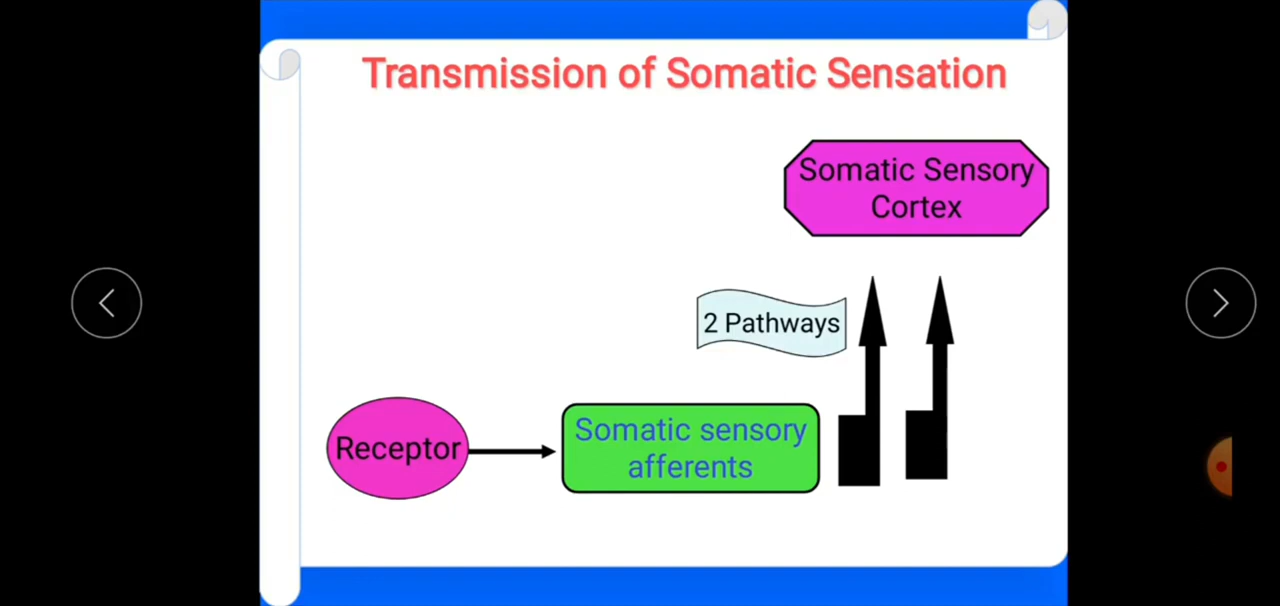 Transmission of Somatic Sensation
Somatic Sensory
Cortex
2 Pathways
Receptor
Somatic sensory
afferents